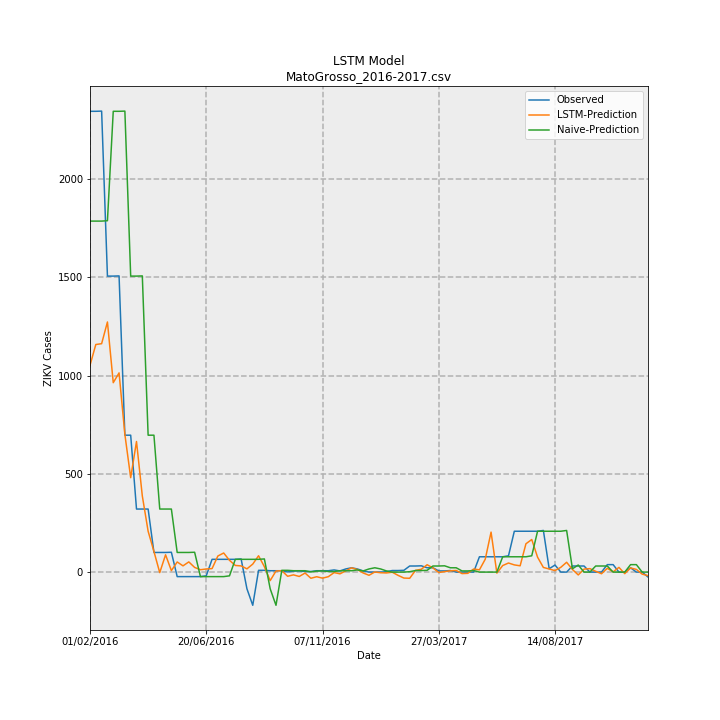 LSTM Model
MatoGrosso_2016-2017.csv
Observed
LSTM-Prediction
Naive-Prediction
2000
1500
1000
500
0
ZIKV Cases
01/02/2016 20/06/2016 07/11/2016 27/03/2017 14/08/2017
Date